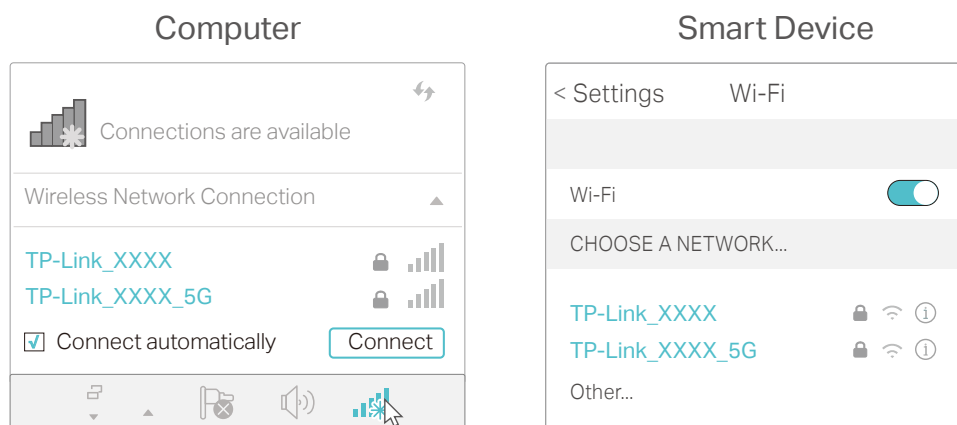 Computer
Connections are available
Wireless Network Connection
TP-Link_XXXX
TP-Link_XXXX_5G
Connect automatically
Connect
Smart Device
< Settings
Wi-Fi
Wi-Fi
CHOOSE A NETWORK...
TP-Link_XXXX
TP-Link_XXXX_5G
Other...